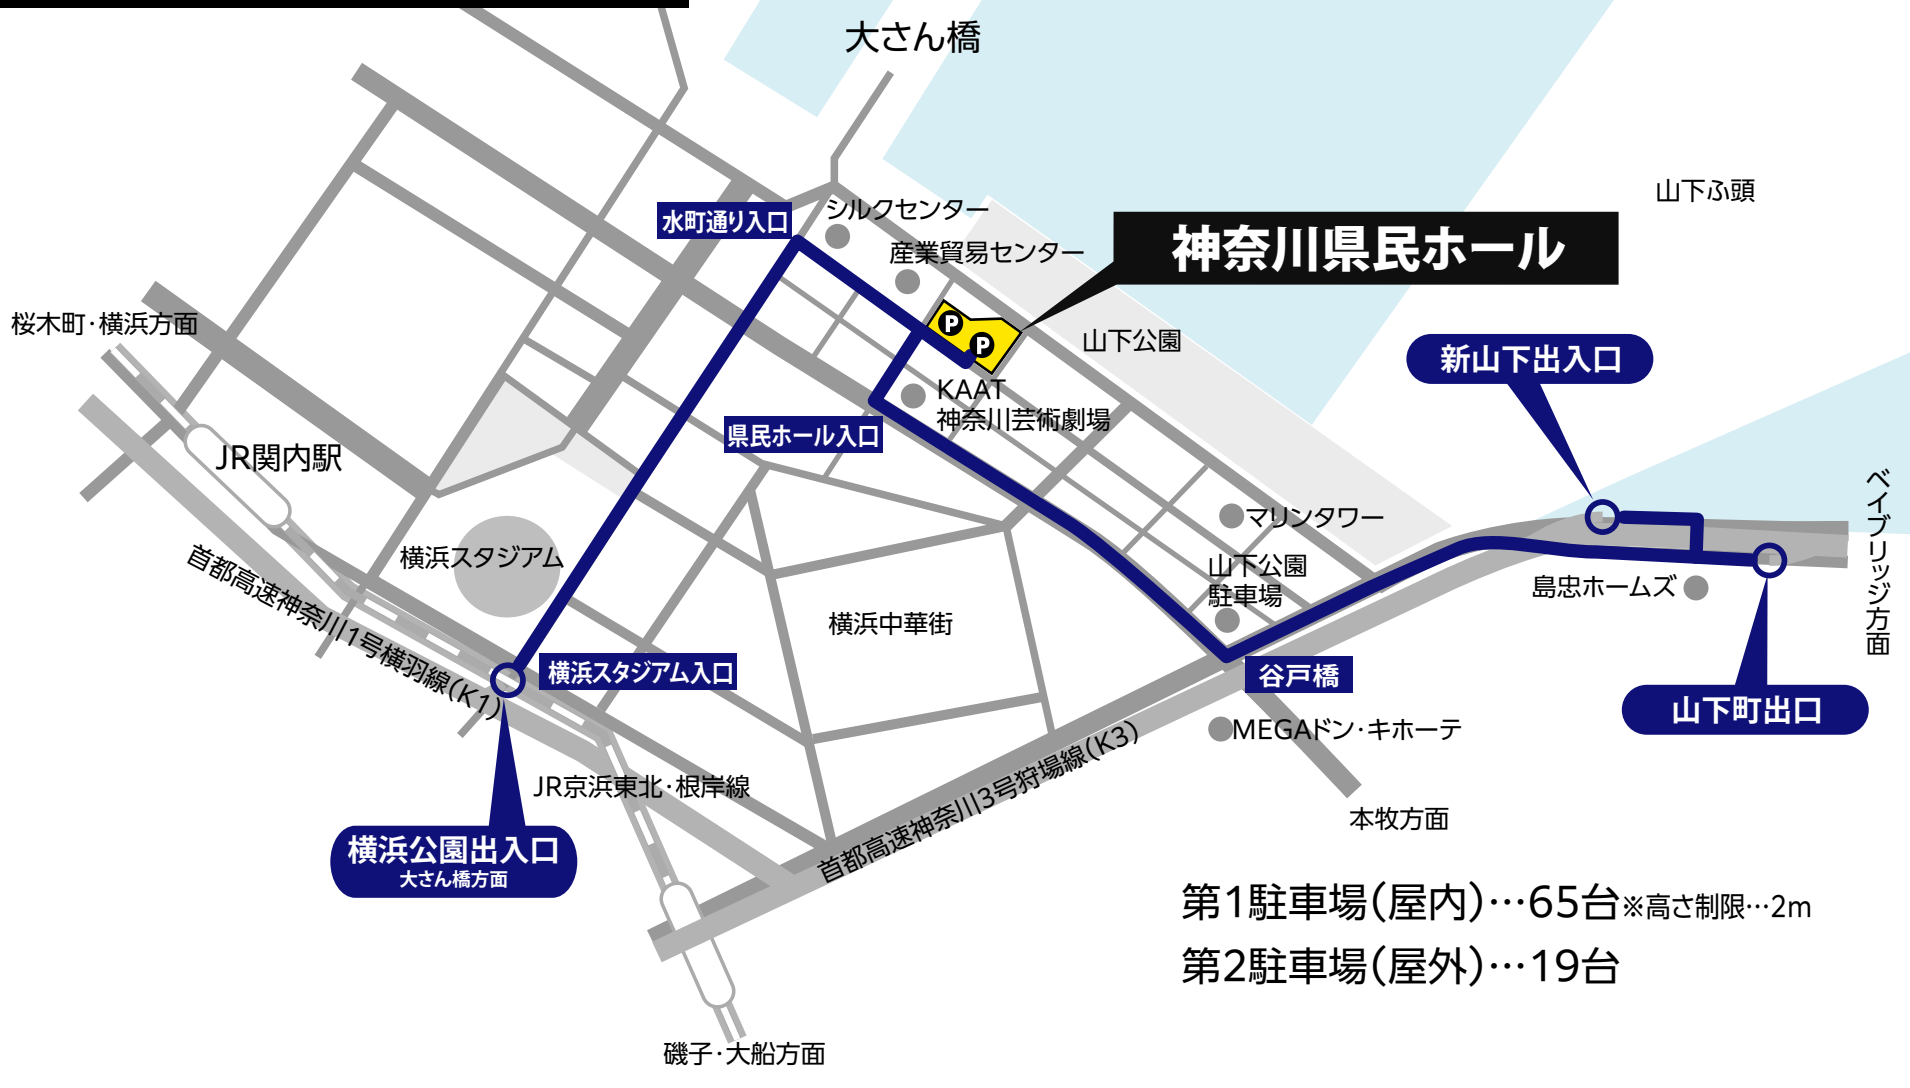 大さん橋
山下ふ頭
シルクセンター
水町通り入口
産業貿易センター
神奈川県民ホール
桜木町・横浜方面
P
P
山下公園
新山下出入口
KAAT
神奈川芸術劇場
県民ホール入口
JR関内駅
ベイブリッジ方面
マリンタワー
横浜スタジアム
山下公園
駐車場
島忠ホームズ
首都高速神奈川1号横羽線(K1)
横浜中華街
横浜スタジアム入口
谷戸橋
山下町出口
MEGAドン・キホーテ
首都高速神奈川3号狩場線(K3)
JR京浜東北・根岸線
本牧方面
横浜公園出入口
大さん橋方面
第1駐車場(屋内)…65台※高さ制限…2m
第2駐車場(屋外)…19台
磯子・大船方面